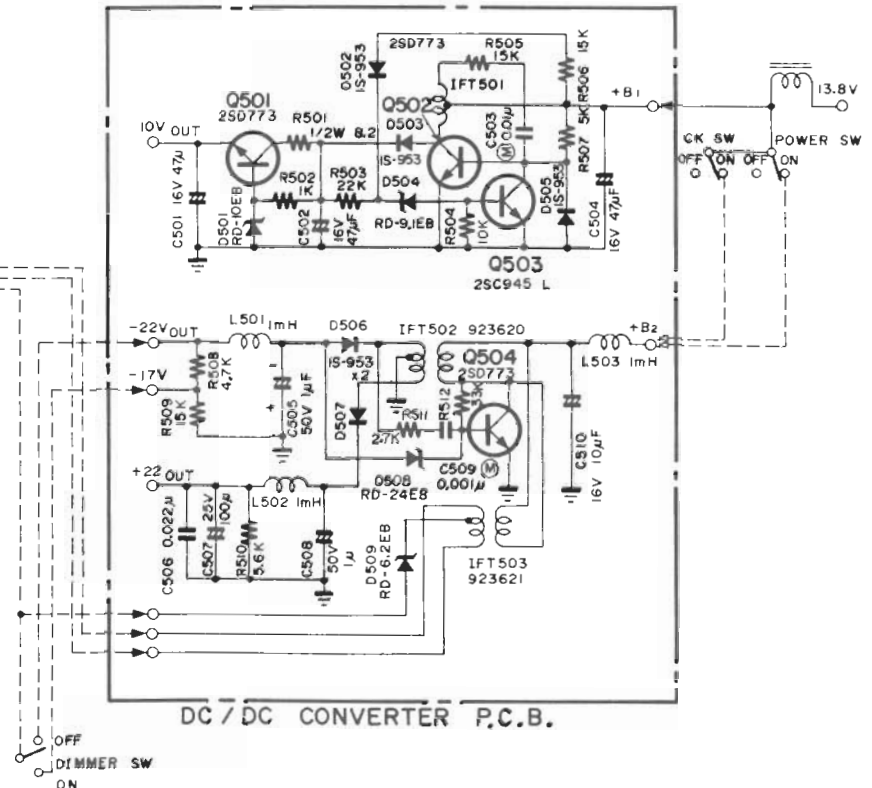 D502
1S-953
2SD773
R505
15K
15K
R506
IFT501
+B1
13.8V
Q501
2SD773
R501
1/2W 8.2
Q502
D503
1S-953
C503
0.01μ
M
5K
R507
CK SW
OFF ON
POWER SW
OFF ON
10V OUT
R502
1K
R503
22K
D504
RD-9.1EB
D505
1S-953
C501 16V 47μ
D501
RD-10EB
C502
16V
47μF
R504
10K
C504
16V 47μF
Q503
2SC945 L
-22V OUT
L501 1mH
D506
1S-953
x2
IFT502 923620
+B2
L503 1mH
Q504
2SD773
R508
4.7K
-17V
R509
15K
C505
50V 1μF
-
+
D507
R511
2.7K
R512
33K
C509
0.001μ
M
Q508
RD-24EB
C510
16V 10μF
+22 OUT
L502 1mH
C506 0.022μ
C507
25V
100μ
R510
5.6K
C508
50V
1μ
D509
RD-6.2EB
IFT503
923621
DC/DC CONVERTER P.C.B.
OFF
DIMMER SW
ON